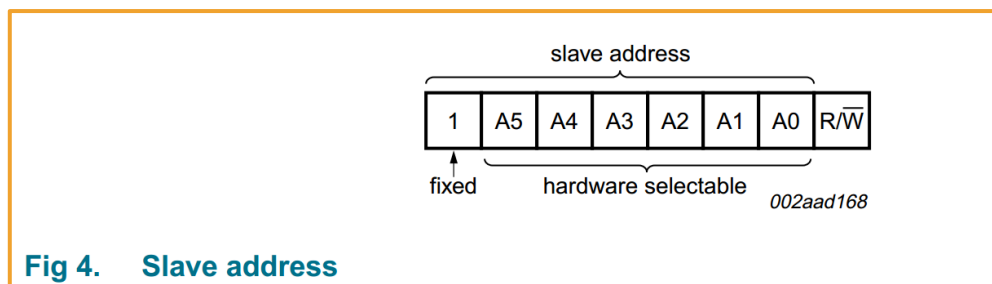 slave address
1 A5 A4 A3 A2 A1 A0 R/W̅
fixed hardware selectable
002aad168
Fig 4. Slave address